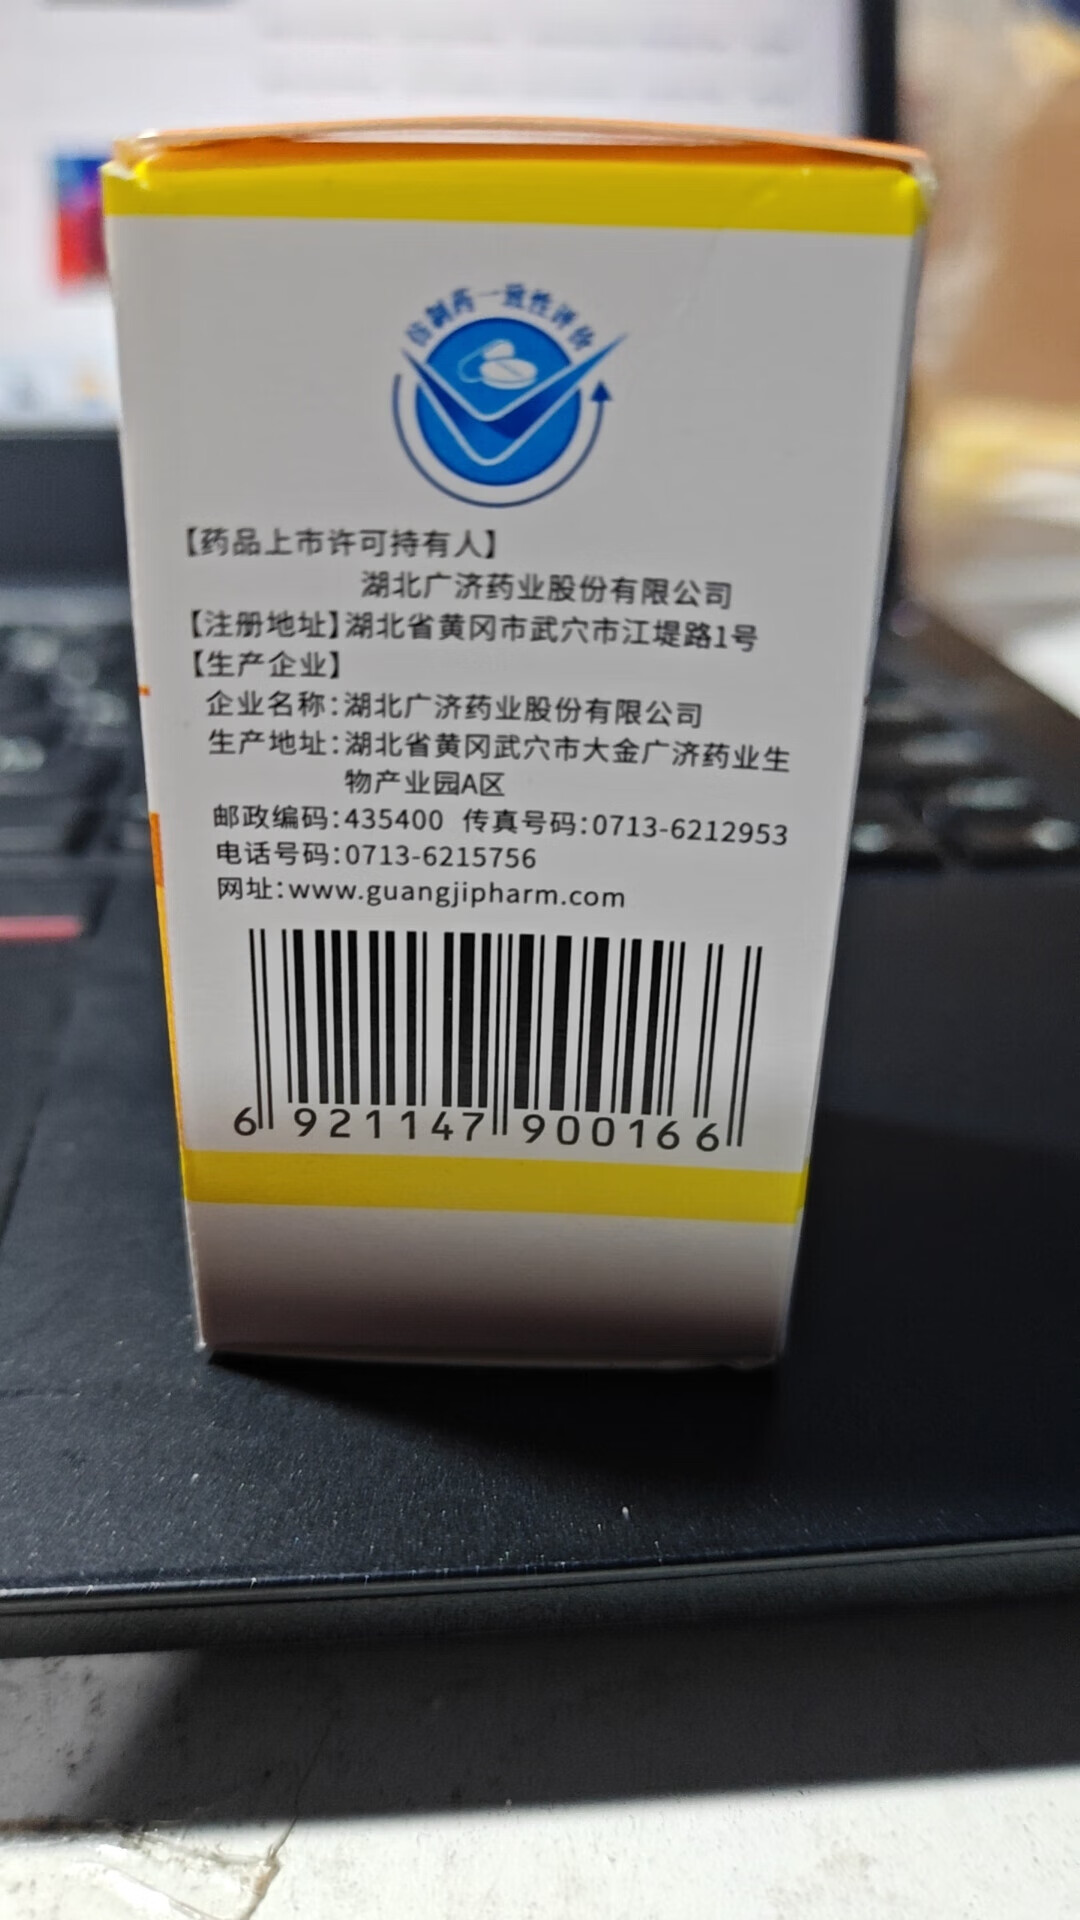 仿制药一致性评价
【药品上市许可持有人】
湖北广济药业股份有限公司
【注册地址】湖北省黄冈市武穴市江堤路1号
【生产企业】
企业名称:湖北广济药业股份有限公司
生产地址:湖北省黄冈武穴市大金广济药业生
物产业园A区
邮政编码:435400 传真号码:0713-6212953
电话号码:0713-6215756
网址:www.guangjipharm.com
6 921147 900166